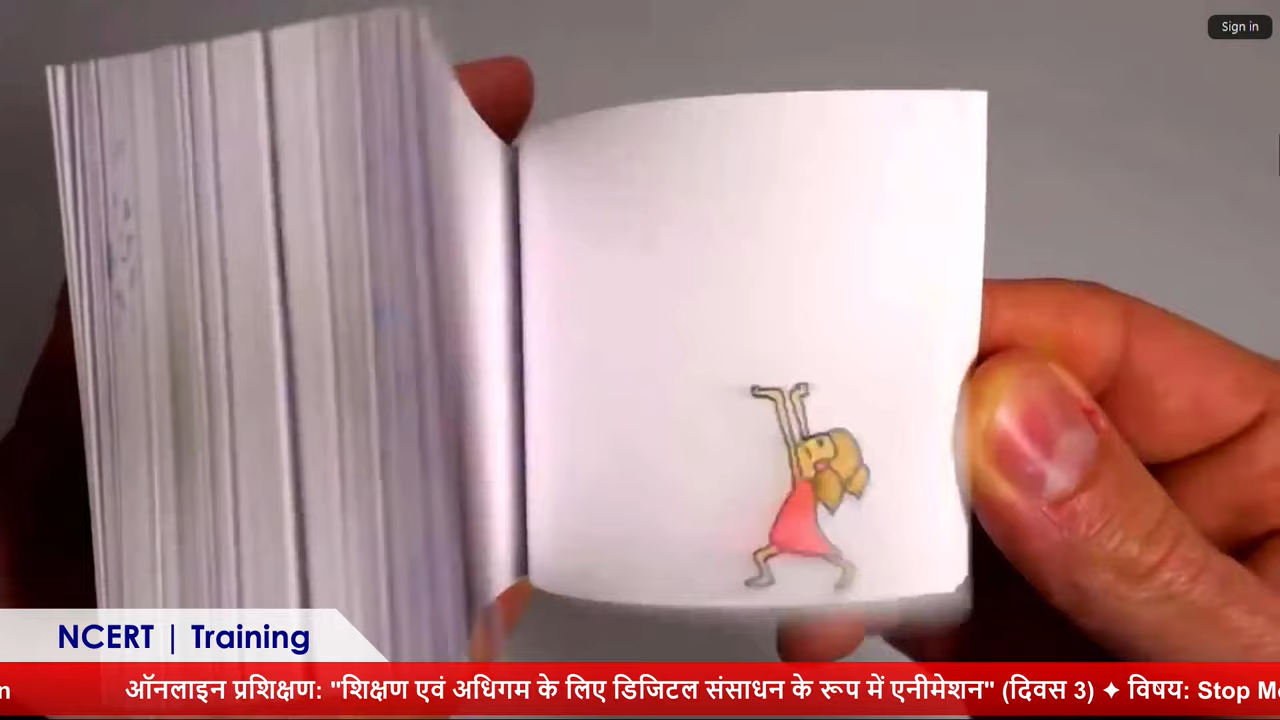 Sign in
NCERT | Training
ऑनलाइन प्रशिक्षण: "शिक्षण एवं अधिगम के लिए डिजिटल संसाधन के रूप में एनीमेशन" (दिवस 3) ✦ विषय: Stop